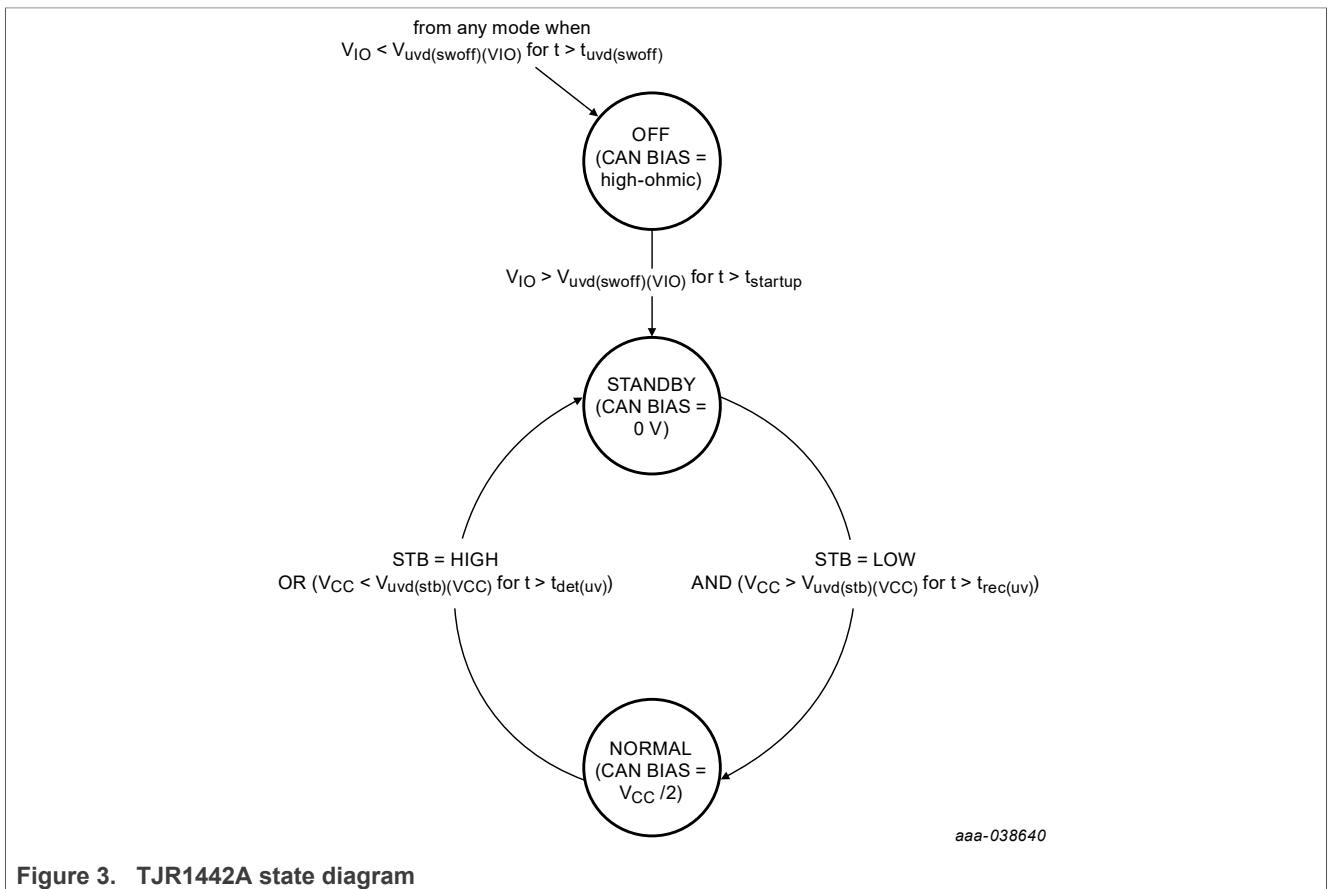 from any mode when
VIO < Vuvd(swoff)(VIO) for t > tuvd(swoff)
OFF
(CAN BIAS =
high-ohmic)
VIO > Vuvd(swoff)(VIO) for t > tstartup
STANDBY
(CAN BIAS =
0 V)
STB = HIGH
OR (VCC < Vuvd(stb)(VCC) for t > tdet(uv))
STB = LOW
AND (VCC > Vuvd(stb)(VCC) for t > trec(uv))
NORMAL
(CAN BIAS =
VCC /2)
aaa-038640
Figure 3. TJR1442A state diagram